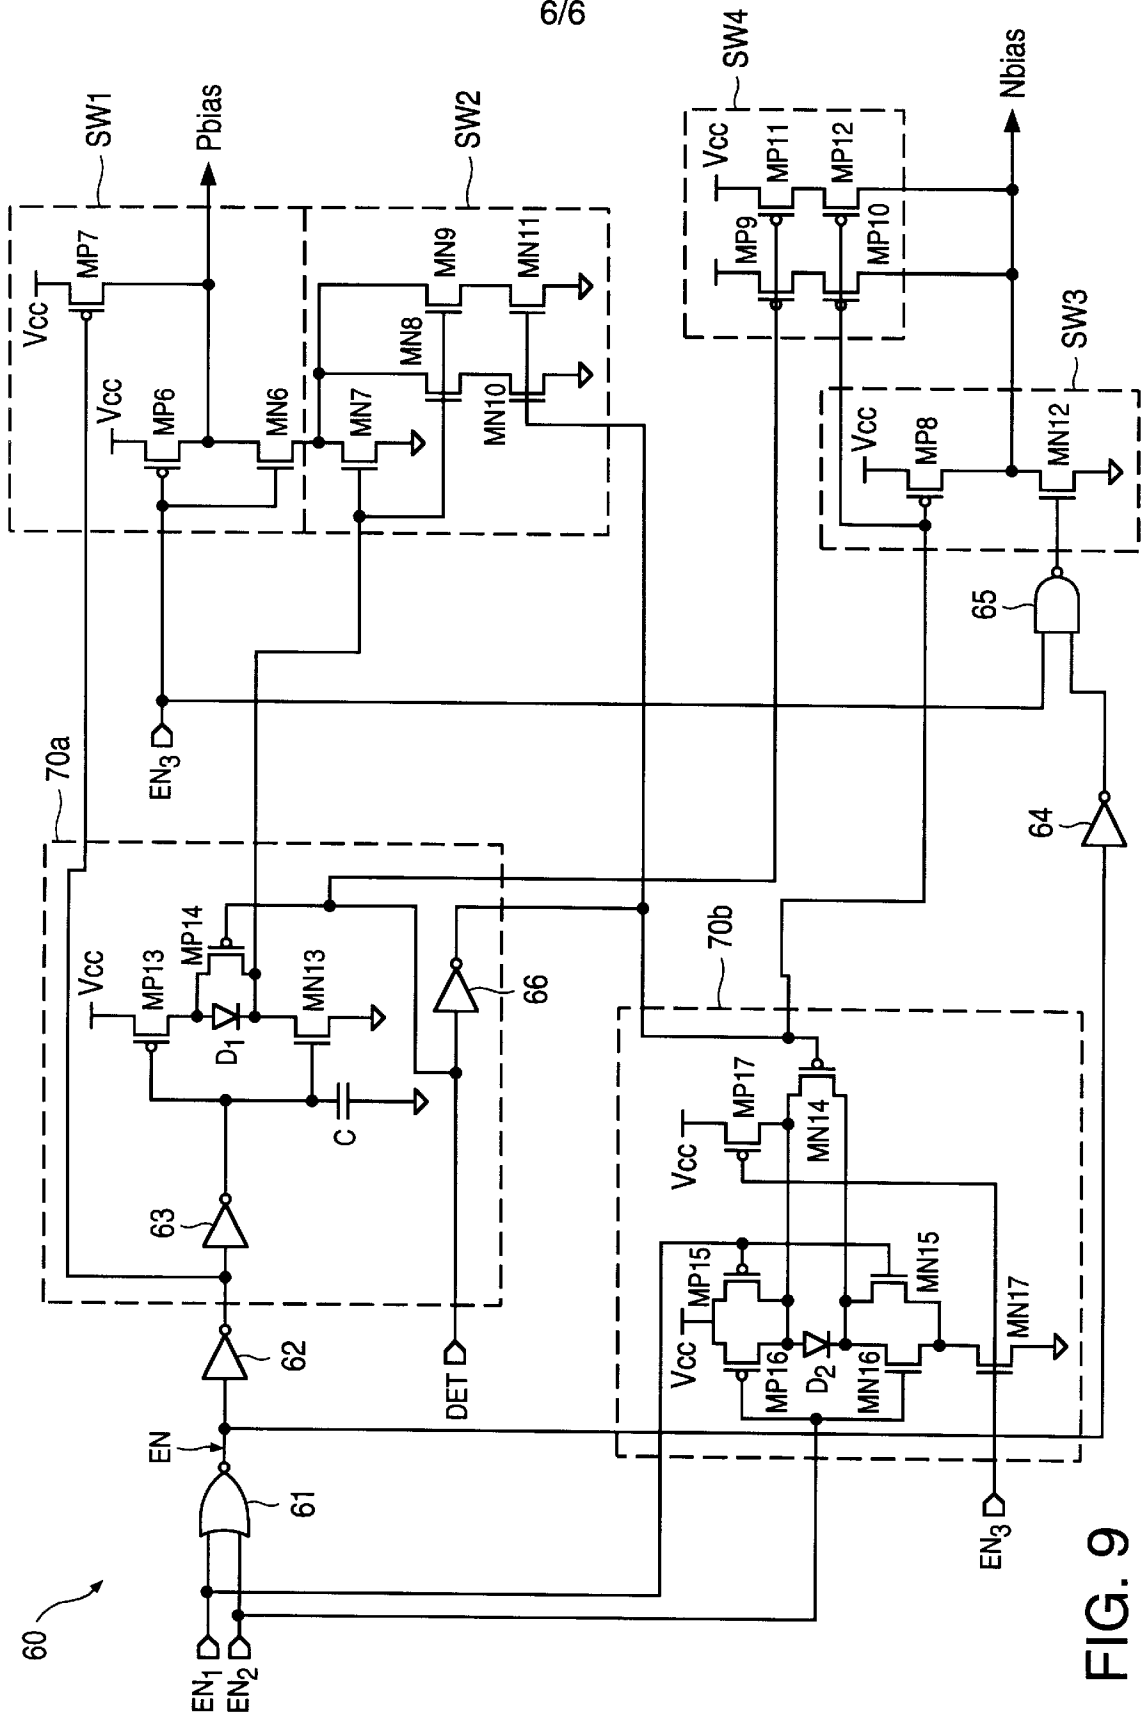 6/6
SW1
Vcc
MP7
Pbias
Vcc
MP6
MN6
SW2
MN9
MN8
MN11
MN10
MN7
SW4
Vcc
MP11
MP9
MP12
MP10
Nbias
SW3
Vcc
MP8
MN12
65
64
EN3
70a
Vcc
MP13
MP14
D1
MN13
C
66
63
62
DET
EN
61
60
EN1
EN2
70b
Vcc
MP17
MN14
Vcc
MP15
MP16
D2
MN16
MN15
MN17
EN3
FIG. 9